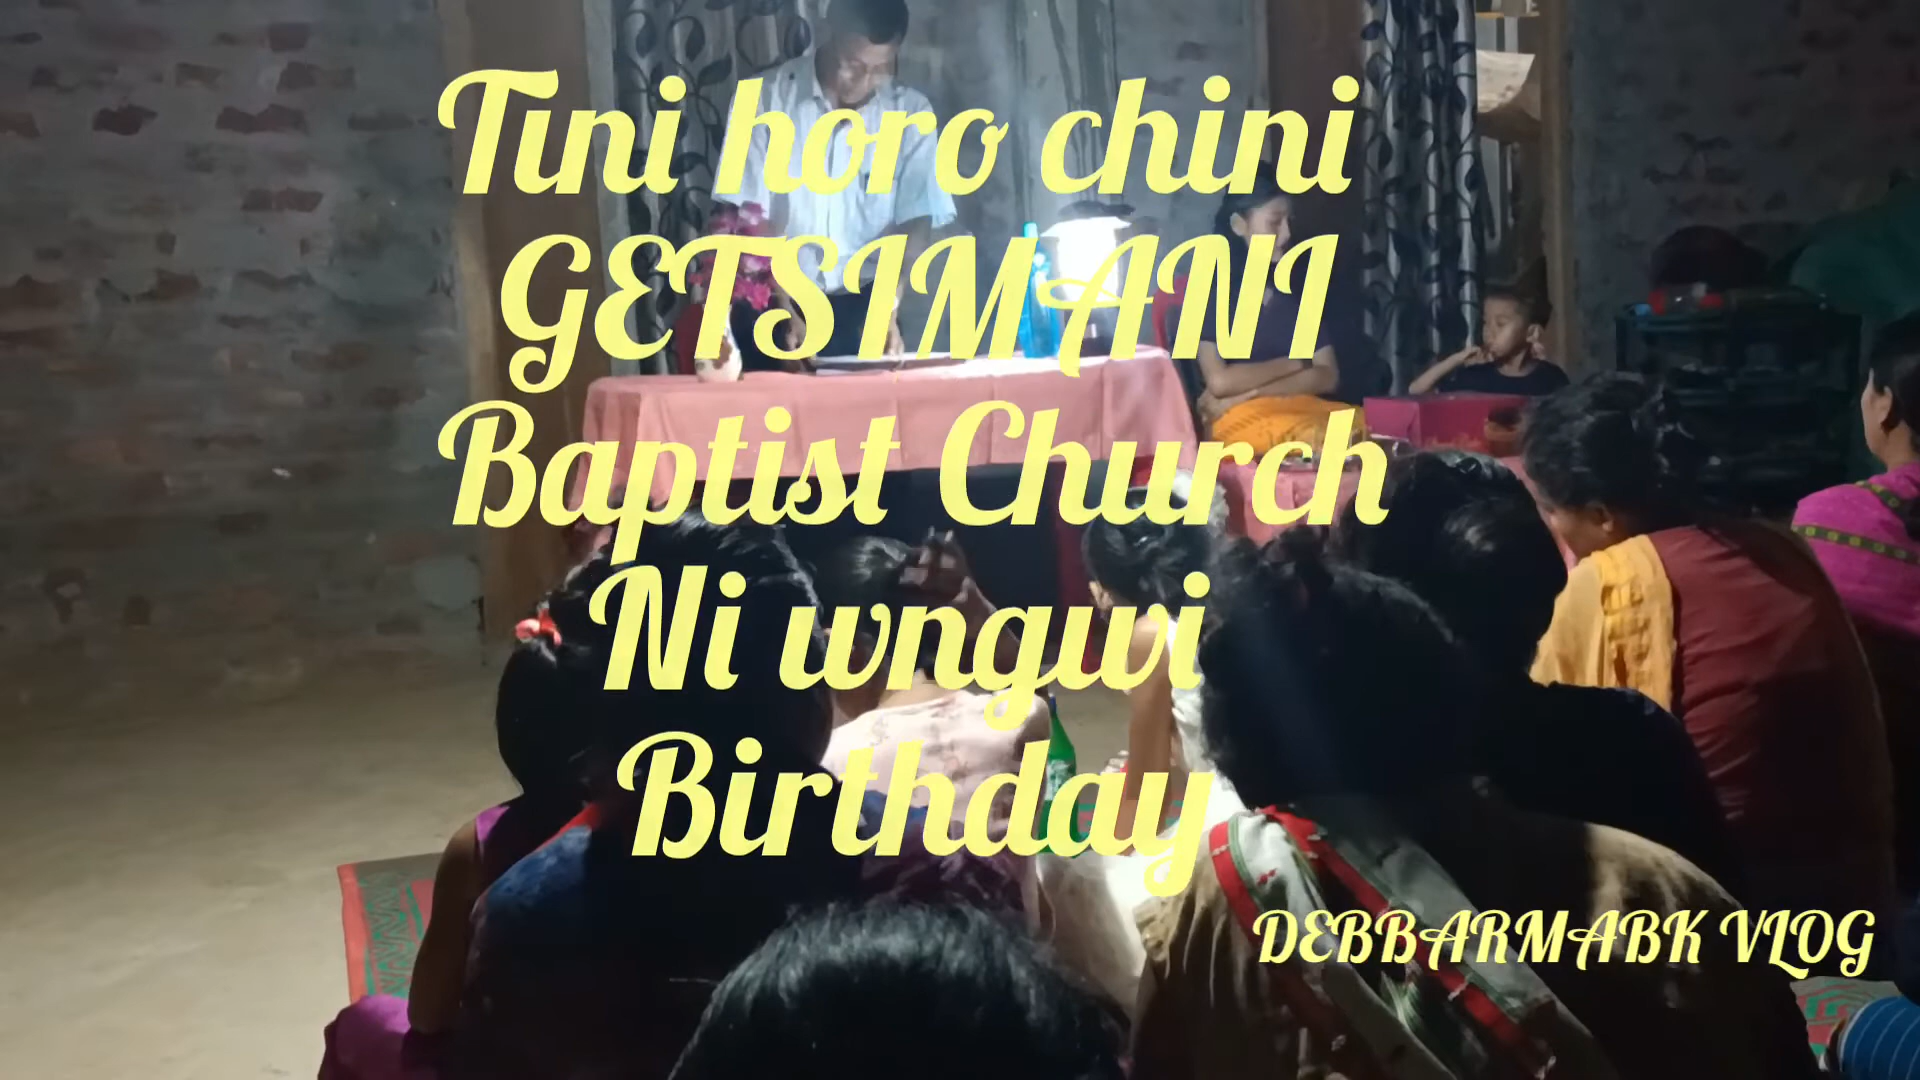 Tini horo chini
GETSIMANI
Baptist Church
Ni wngwi
Birthday
DEBBARMABK VLOG